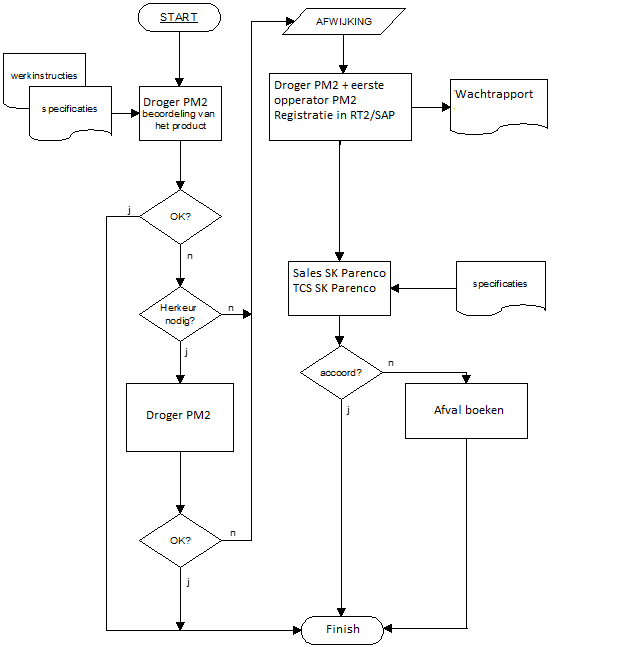 START
werkinstructies
specificaties
Droger PM2
beoordeling van
het product
OK?
j
n
Herkeur
nodig?
n
j
Droger PM2
OK?
n
j
AFWIJKING
Droger PM2 + eerste
opperator PM2
Registratie in RT2/SAP
Wachtrapport
Sales SK Parenco
TCS SK Parenco
specificaties
accoord?
n
j
Afval boeken
Finish